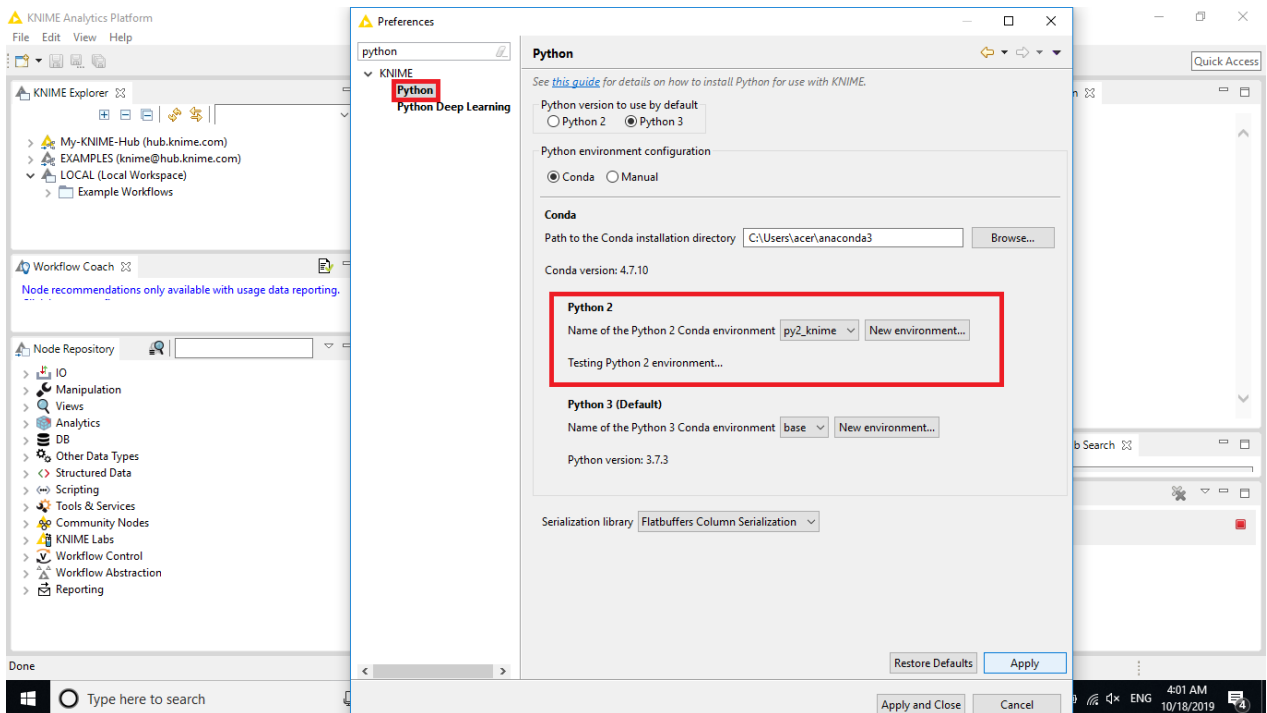 KNIME Analytics Platform
File Edit View Help
Quick Access
KNIME Explorer
My-KNIME-Hub (hub.knime.com)
EXAMPLES (knime@hub.knime.com)
LOCAL (Local Workspace)
Example Workflows
Workflow Coach
Node recommendations only available with usage data reporting.
Node Repository
IO
Manipulation
Views
Analytics
DB
Other Data Types
Structured Data
Scripting
Tools & Services
Community Nodes
KNIME Labs
Workflow Control
Workflow Abstraction
Reporting
Done
Preferences
python
KNIME
Python
Python Deep Learning
Python
See this guide for details on how to install Python for use with KNIME.
Python version to use by default
Python 2 Python 3
Python environment configuration
Conda Manual
Conda
Path to the Conda installation directory C:\Users\acer\anaconda3 Browse...
Conda version: 4.7.10
Python 2
Name of the Python 2 Conda environment py2_knime New environment...
Testing Python 2 environment...
Python 3 (Default)
Name of the Python 3 Conda environment base New environment...
Python version: 3.7.3
Serialization library Flatbuffers Column Serialization
Restore Defaults Apply
Apply and Close Cancel
b Search
Type here to search
ENG
4:01 AM
10/18/2019
4